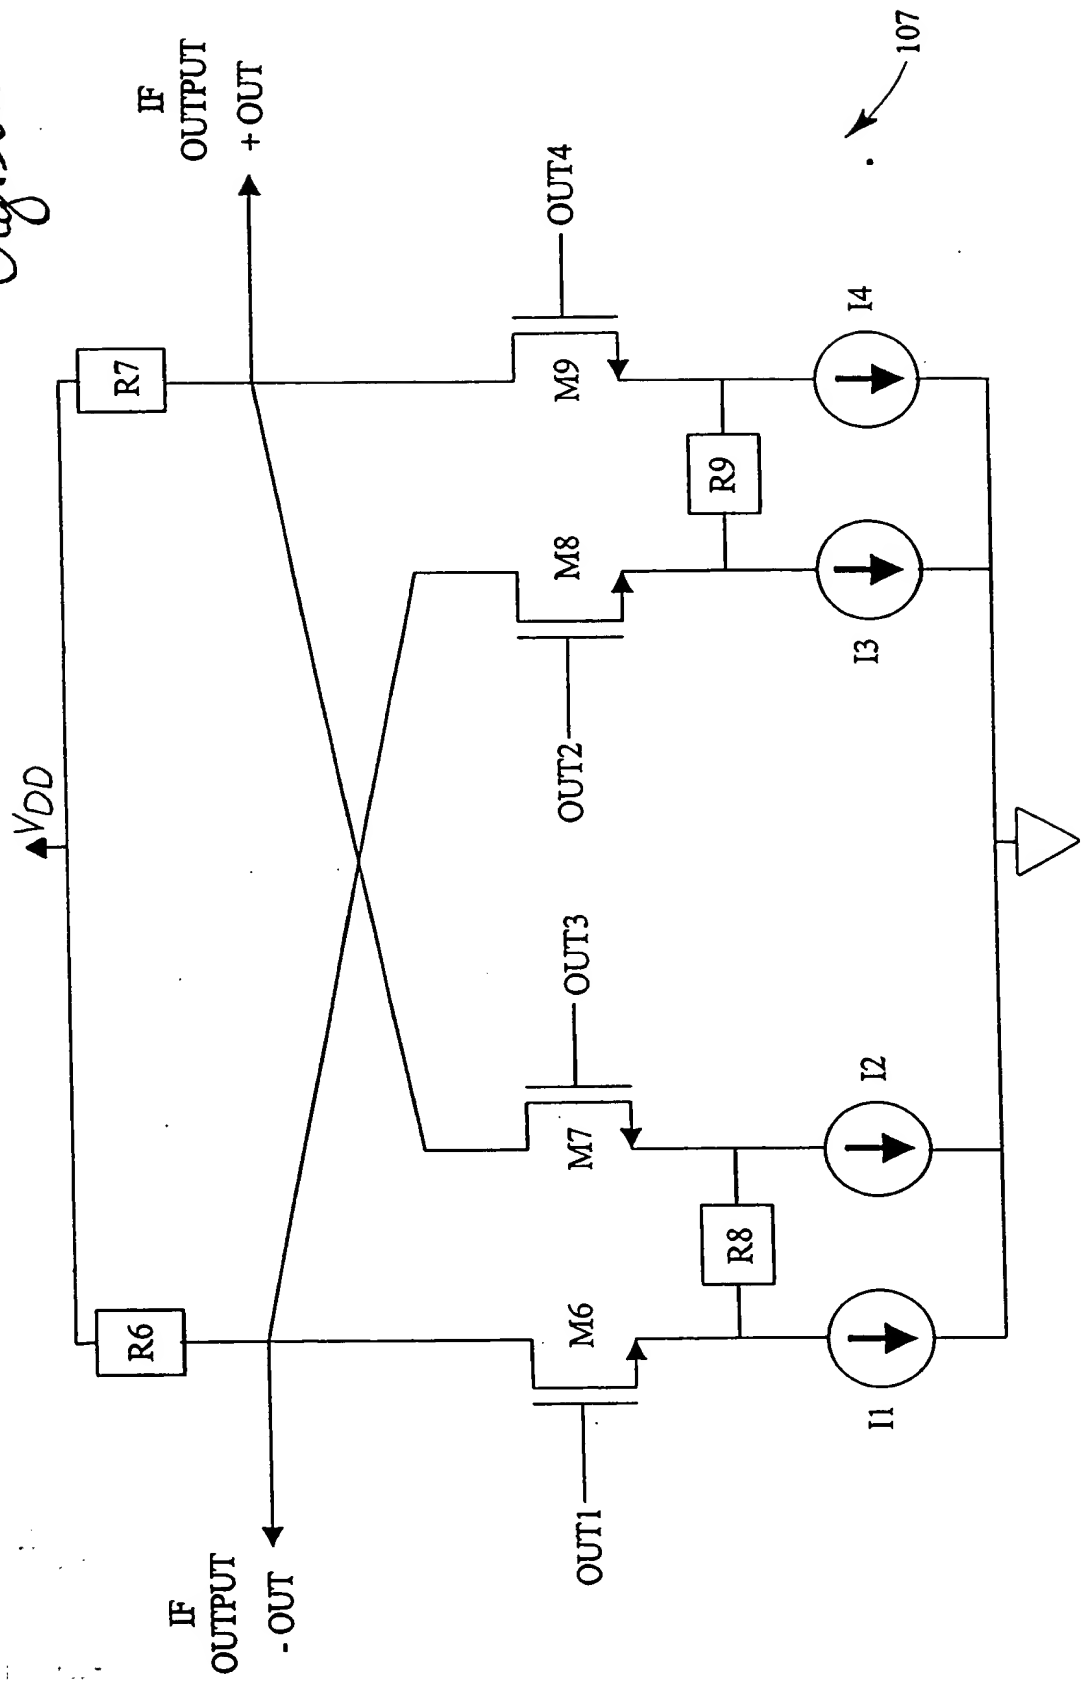 VDD
IF
OUTPUT
- OUT
IF
OUTPUT
+ OUT
R6
R7
OUT1
M6
M7
OUT3
OUT2
M8
M9
OUT4
R8
R9
I1
I2
I3
I4
107